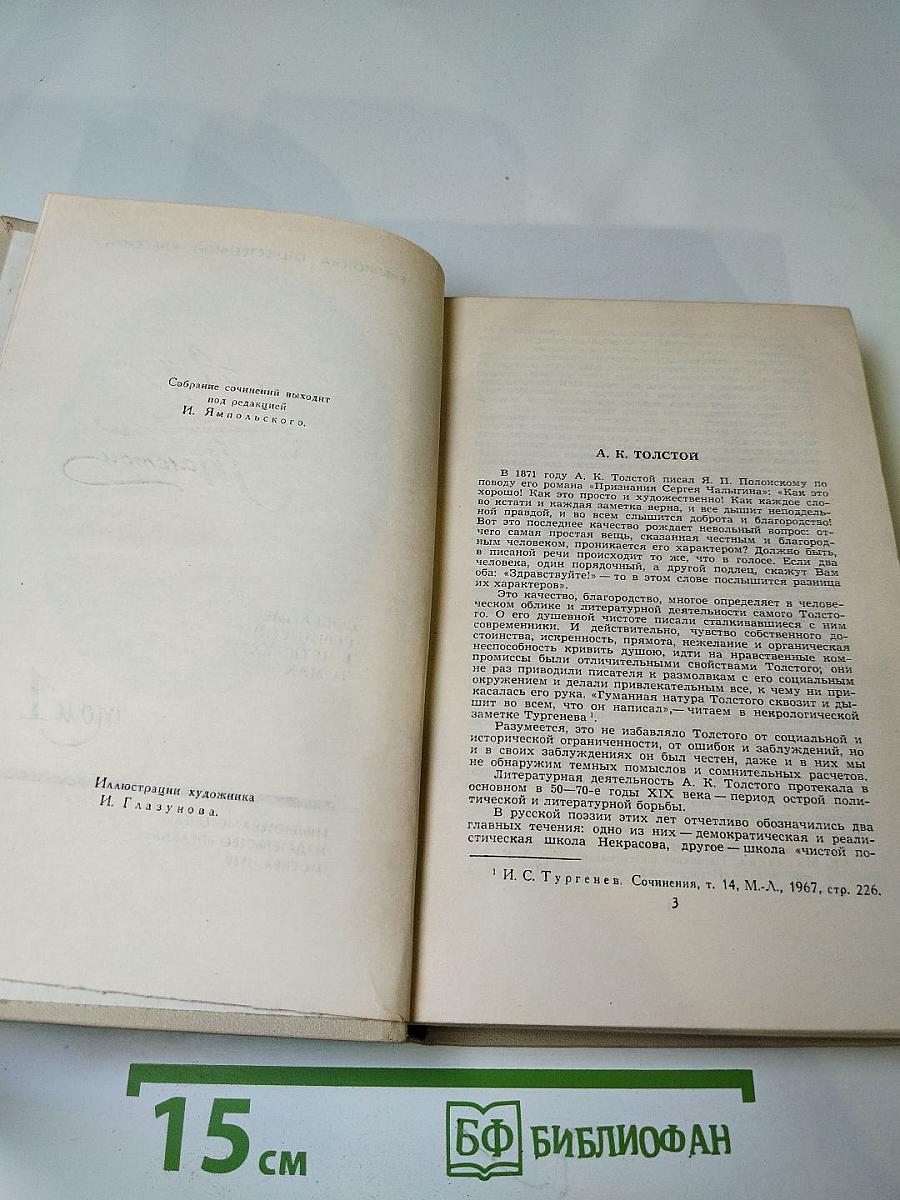 Собрание сочинений выходит
под редакцией
И. Ямпольского.
Иллюстрации художника
И. Глазунова.
А. К. ТОЛСТОЙ
В 1871 году А. К. Толстой писал Я. П. Полонскому по
поводу его романа «Признания Сергея Чалыгина»: «Как это
хорошо! Как это просто и художественно! Как каждое сло-
во кстати и каждая заметка верна, и все дышит неподдель-
ной правдой, и во всем слышится доброта и благородство!
Вот это последнее качество рождает невольный вопрос: от-
чего самая простая вещь, сказанная честным и благород-
ным человеком, проникается его характером? Должно быть,
в писаной речи происходит то же, что в голосе. Если два
человека, один порядочный, а другой подлец, скажут Вам
оба: «Здравствуйте!» — то в этом слове послышится разница
их характеров».
Это качество, благородство, многое определяет в челове-
ческом облике и литературной деятельности самого Толсто-
го. О его душевной чистоте писали сталкивавшиеся с ним
современники. И действительно, чувство собственного до-
стоинства, искренность, прямота, нежелание и органическая
неспособность кривить душою, идти на нравственные ком-
промиссы были отличительными свойствами Толстого; они
не раз приводили писателя к размолвкам с его социальным
окружением и делали привлекательным все, к чему ни при-
касалась его рука. «Гуманная натура Толстого сквозит и ды-
шит во всем, что он написал»,— читаем в некрологической
заметке Тургенева ¹.
Разумеется, это не избавляло Толстого от социальной и
исторической ограниченности, от ошибок и заблуждений, но
и в своих заблуждениях он был честен, даже и в них мы
не обнаружим темных помыслов и сомнительных расчетов.
Литературная деятельность А. К. Толстого протекала в
основном в 50—70-е годы XIX века — период острой поли-
тической и литературной борьбы.
В русской поэзии этих лет отчетливо обозначились два
главных течения: одно из них — демократическая и реали-
стическая школа Некрасова, другое — школа «чистой по-
¹ И. С. Тургенев. Сочинения, т. 14, М.-Л., 1967, стр. 226.
3
15 см
БФ БИБЛИОФАН